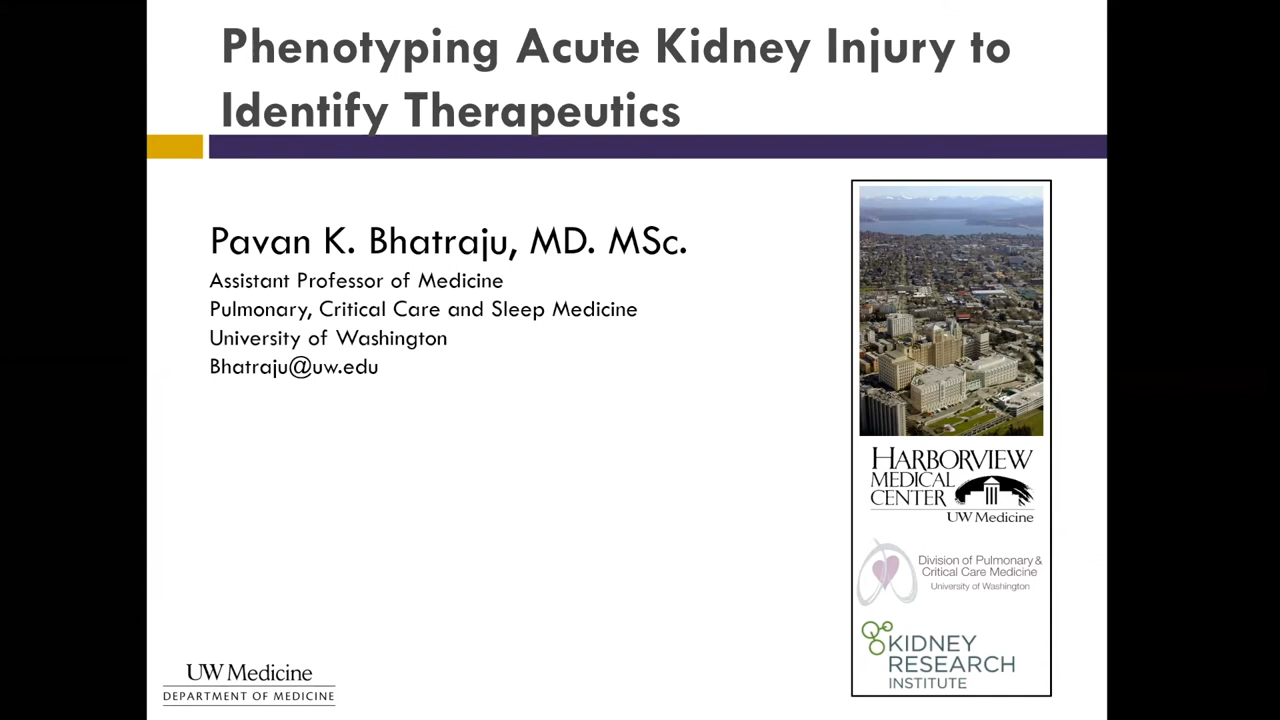 Phenotyping Acute Kidney Injury to
Identify Therapeutics
Pavan K. Bhatraju, MD. MSc.
Assistant Professor of Medicine
Pulmonary, Critical Care and Sleep Medicine
University of Washington
Bhatraju@uw.edu
HARBORVIEW
MEDICAL
CENTER
UW Medicine
Division of Pulmonary &
Critical Care Medicine
University of Washington
KIDNEY
RESEARCH
INSTITUTE
UW Medicine
DEPARTMENT OF MEDICINE